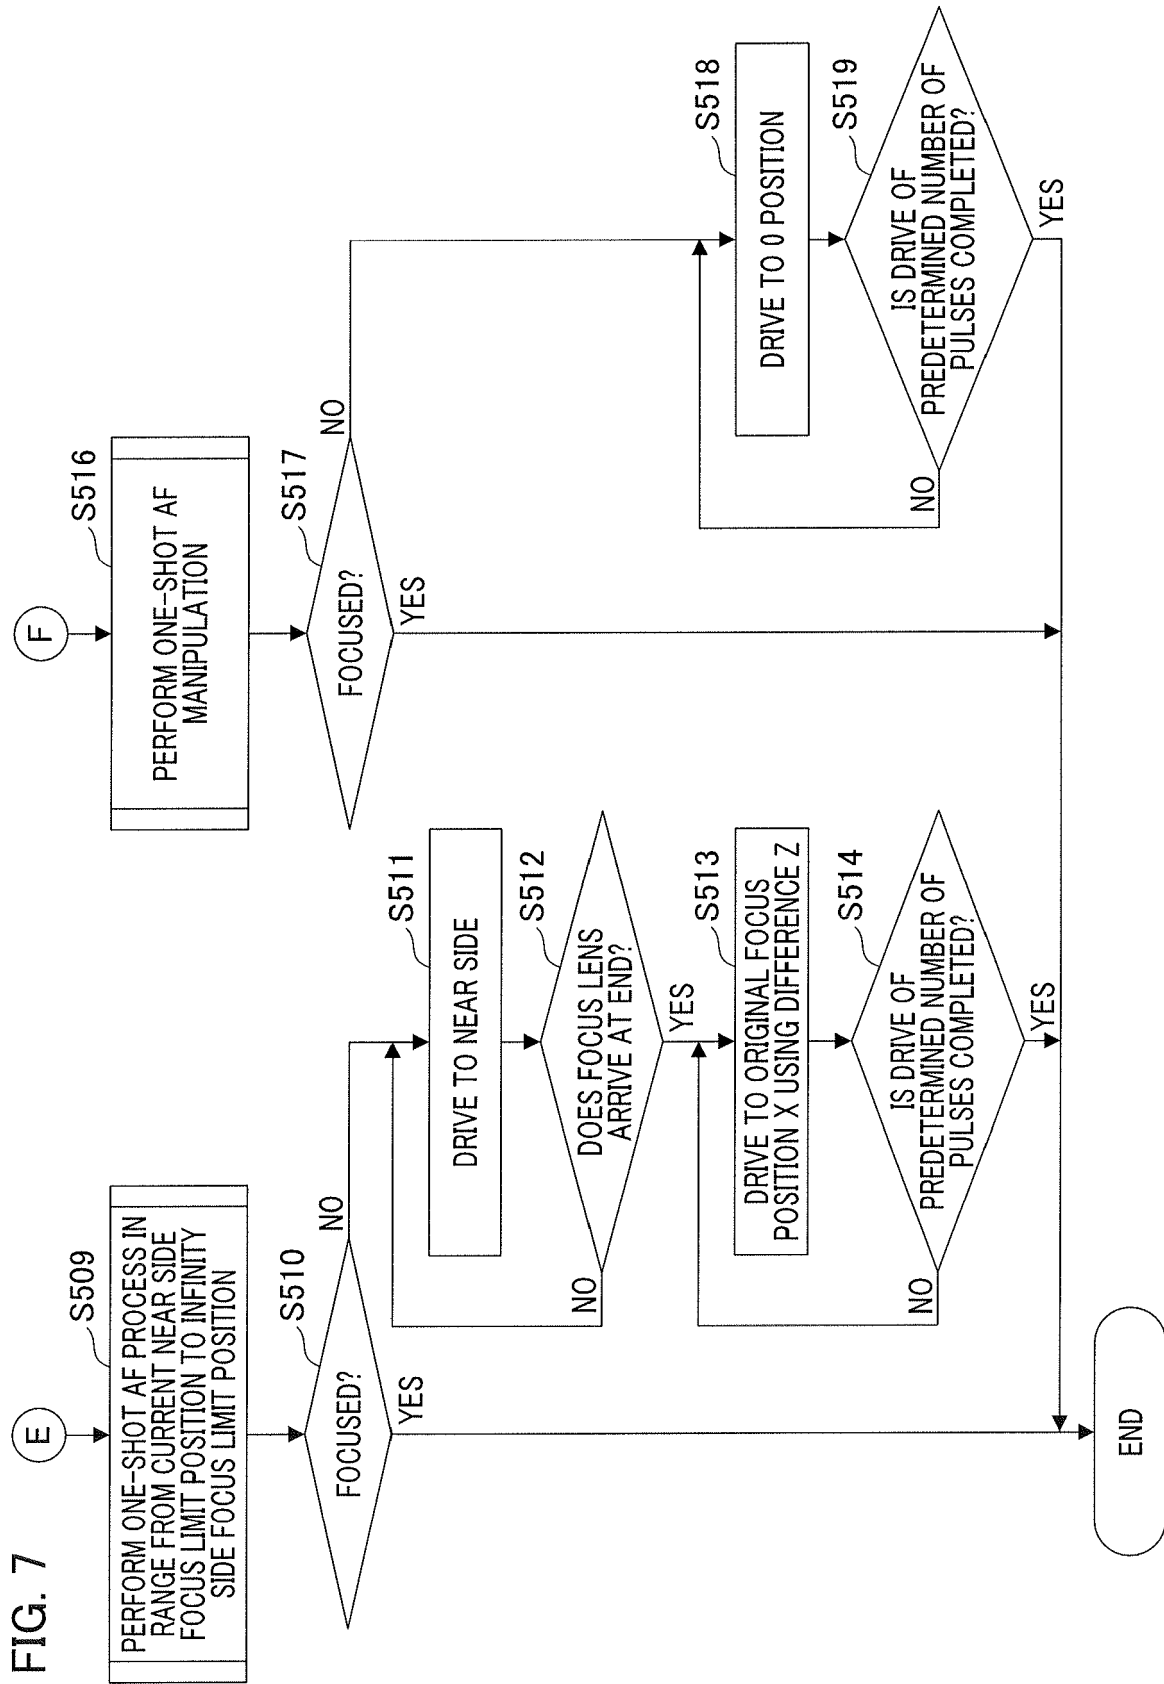 FIG. 7
E
S509
PERFORM ONE-SHOT AF PROCESS IN
RANGE FROM CURRENT NEAR SIDE
FOCUS LIMIT POSITION TO INFINITY
SIDE FOCUS LIMIT POSITION
S510
FOCUSED?
NO
YES
S511
DRIVE TO NEAR SIDE
S512
DOES FOCUS LENS
ARRIVE AT END?
NO
YES
S513
DRIVE TO ORIGINAL FOCUS
POSITION X USING DIFFERENCE Z
S514
IS DRIVE OF
PREDETERMINED NUMBER OF
PULSES COMPLETED?
NO
YES
F
S516
PERFORM ONE-SHOT AF
MANIPULATION
S517
FOCUSED?
NO
YES
S518
DRIVE TO 0 POSITION
S519
IS DRIVE OF
PREDETERMINED NUMBER OF
PULSES COMPLETED?
NO
YES
END